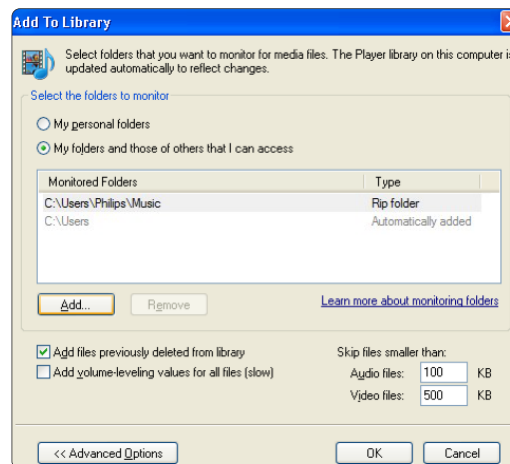 Add To Library
Select folders that you want to monitor for media files. The Player library on this computer is
updated automatically to reflect changes.
Select the folders to monitor
My personal folders
My folders and those of others that I can access
Monitored Folders Type
C:\Users\Philips\Music Rip folder
C:\Users Automatically added
Add... Remove Learn more about monitoring folders
Add files previously deleted from library Skip files smaller than:
Add volume-leveling values for all files (slow) Audio files: 100 KB
Video files: 500 KB
<< Advanced Options OK Cancel